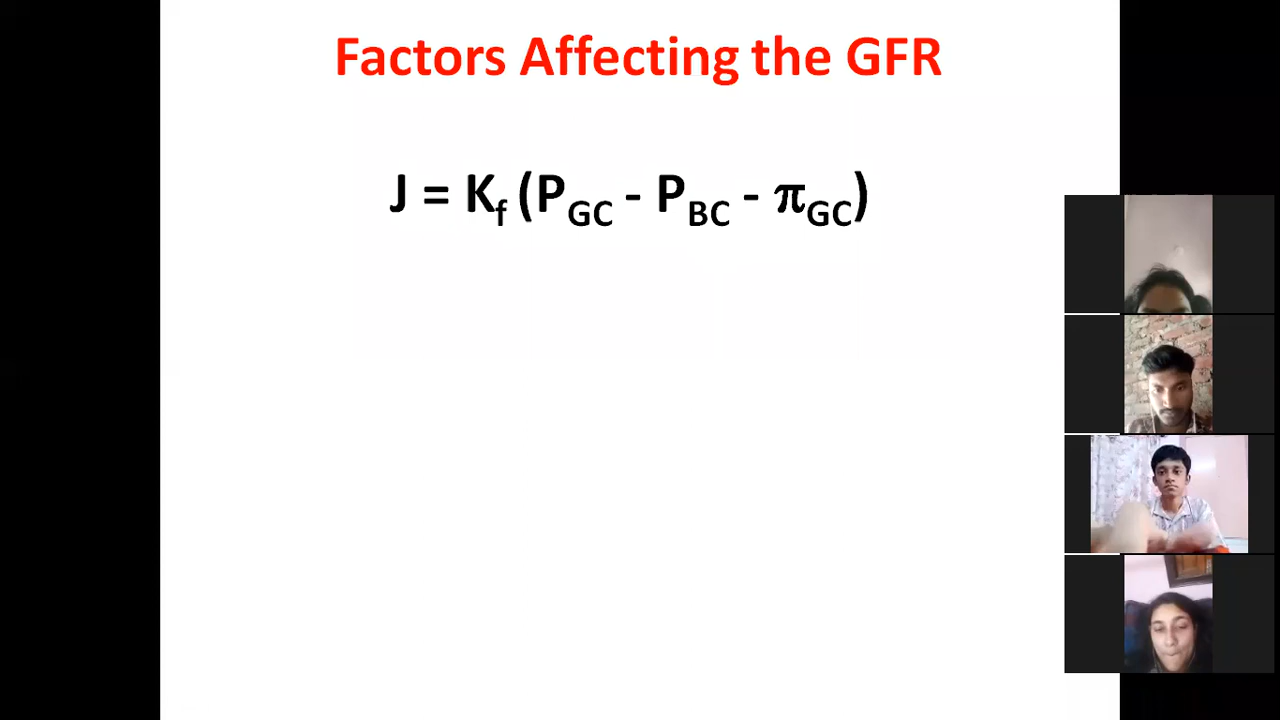 Factors Affecting the GFR
J = Kf (PGC - PBC - πGC)